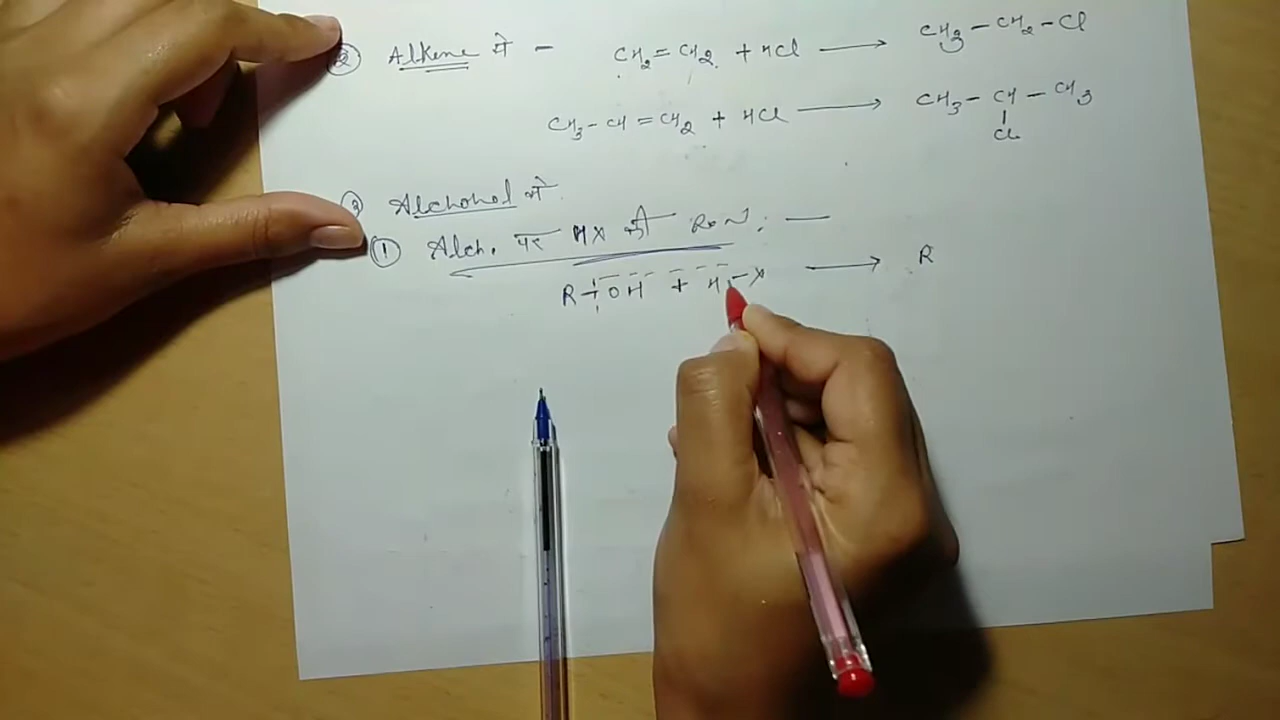 ② Alkene से – CH2=CH2 + HCl ⟶ CH3–CH2–Cl
CH3–CH=CH2 + HCl ⟶ CH3–CH–CH3
Cl
③ Alchohol से
① Alch. पर HX की Rxn. —
R–OH + H–X ⟶ R